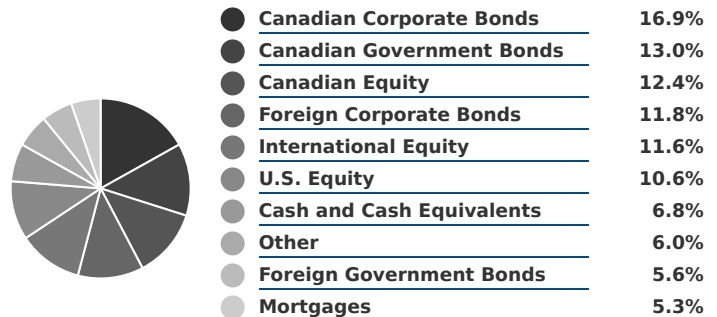 Canadian Corporate Bonds 16.9%
Canadian Government Bonds 13.0%
Canadian Equity 12.4%
Foreign Corporate Bonds 11.8%
International Equity 11.6%
U.S. Equity 10.6%
Cash and Cash Equivalents 6.8%
Other 6.0%
Foreign Government Bonds 5.6%
Mortgages 5.3%